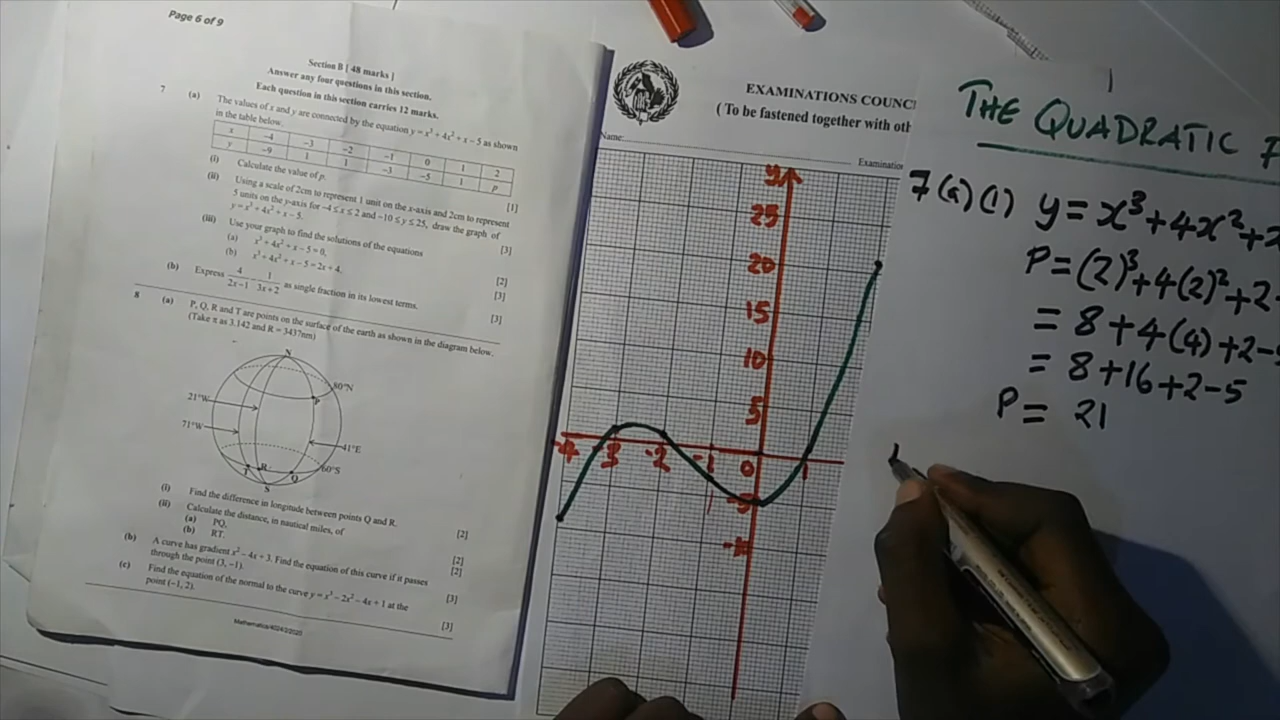 Page 6 of 9
Section B [ 48 marks ]
Answer any four questions in this section.
Each question in this section carries 12 marks.
7 (a) The values of x and y are connected by the equation y = x³ + 4x² + x − 5 as shown
in the table below.
x −4 −3 −2 −1 0 1 2
y −9 1 1 −3 −5 1 p
(i) Calculate the value of p. [1]
(ii) Using a scale of 2cm to represent 1 unit on the x-axis and 2cm to represent
5 units on the y-axis for −4 ≤ x ≤ 2 and −10 ≤ y ≤ 25, draw the graph of
y = x³ + 4x² + x − 5. [3]
(iii) Use your graph to find the solutions of the equations
(a) x³ + 4x² + x − 5 = 0, [2]
(b) x³ + 4x² + x − 5 = 2x + 4. [3]
(b) Express 4/(2x−1) − 1/(3x+2) as single fraction in its lowest terms. [3]
8 (a) P, Q, R and T are points on the surface of the earth as shown in the diagram below.
(Take π as 3.142 and R = 3437nm)
N
80°N
P
21°W
71°W
41°E
60°S
R
Q
S
(i) Find the difference in longitude between points Q and R. [2]
(ii) Calculate the distance, in nautical miles, of
(a) PQ, [2]
(b) RT. [2]
(b) A curve has gradient x² − 4x + 3. Find the equation of this curve if it passes
through the point (3, −1). [3]
(c) Find the equation of the normal to the curve y = x³ − 2x² − 4x + 1 at the
point (−1, 2). [3]
Mathematics/4024/2/2020
EXAMINATIONS COUNC
( To be fastened together with oth
Name:
Examination
y
25
20
15
10
5
-4 -3 -2 -1 0 1
-5
-10
THE QUADRATIC
7(a)(i) y = x³ + 4x² +
P = (2)³ + 4(2)² + 2
= 8 + 4(4) + 2 -
= 8 + 16 + 2 - 5
P = 21